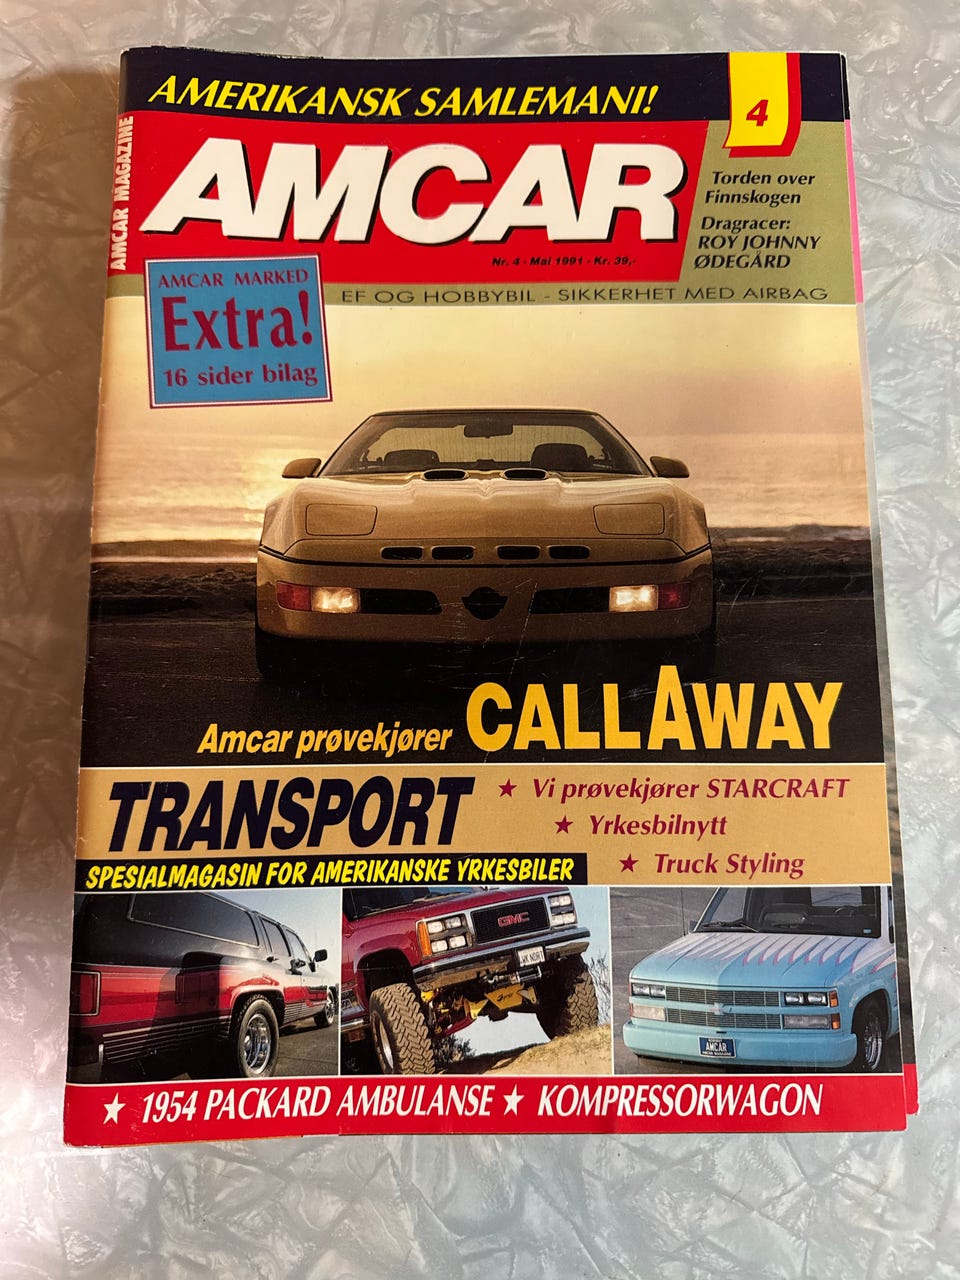 AMERIKANSK SAMLEMANI!
4
AMCAR MAGAZINE
AMCAR
Nr. 4 - Mai 1991 - Kr. 39,-
Torden over
Finnskogen
Dragracer:
ROY JOHNNY
ØDEGÅRD
EF OG HOBBYBIL - SIKKERHET MED AIRBAG
AMCAR MARKED
Extra!
16 sider bilag
Amcar prøvekjører CALLAWAY
TRANSPORT
SPESIALMAGASIN FOR AMERIKANSKE YRKESBILER
★ Vi prøvekjører STARCRAFT
★ Yrkesbilnytt
★ Truck Styling
GMC
AMCAR
AMCAR MAGAZINE
★ 1954 PACKARD AMBULANSE ★ KOMPRESSORWAGON